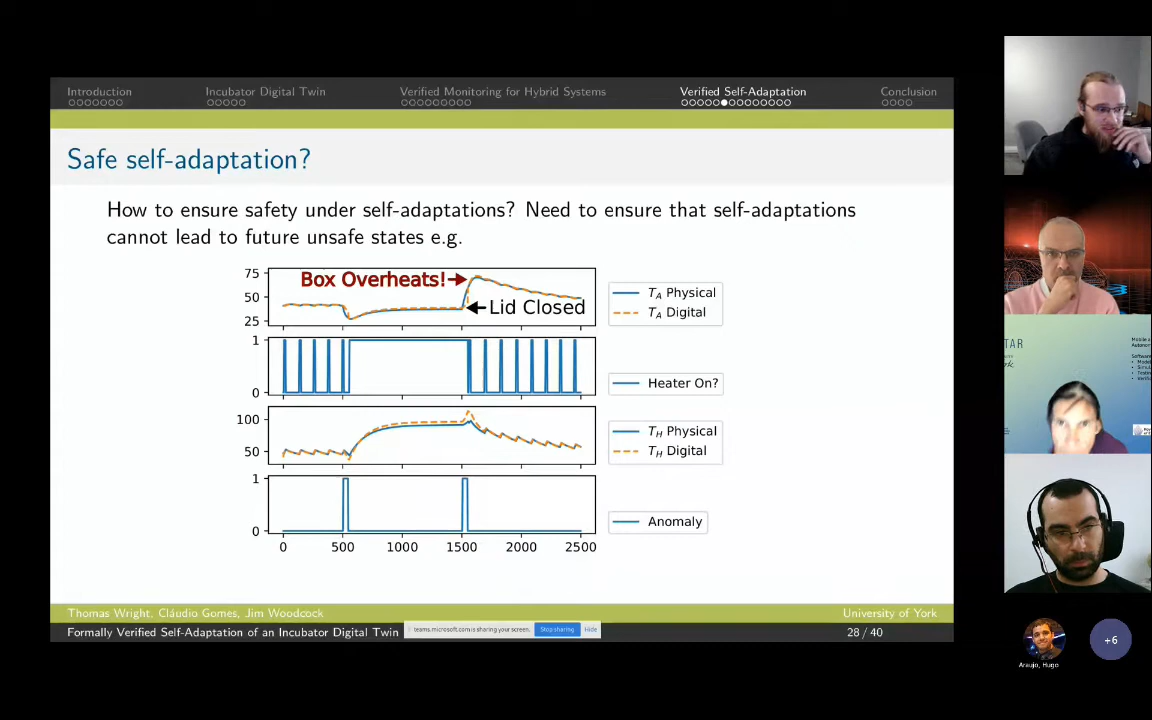 Introduction
Incubator Digital Twin
Verified Monitoring for Hybrid Systems
Verified Self-Adaptation
Conclusion
Safe self-adaptation?
How to ensure safety under self-adaptations? Need to ensure that self-adaptations
cannot lead to future unsafe states e.g.
75
50
25
Box Overheats!
Lid Closed
T_A Physical
T_A Digital
1
0
Heater On?
100
50
T_H Physical
T_H Digital
1
0
Anomaly
0
500
1000
1500
2000
2500
Thomas Wright, Cláudio Gomes, Jim Woodcock
University of York
Formally Verified Self-Adaptation of an Incubator Digital Twin
teams.microsoft.com is sharing your screen.
Stop sharing
Hide
28 / 40
TAR
Araujo, Hugo
+6